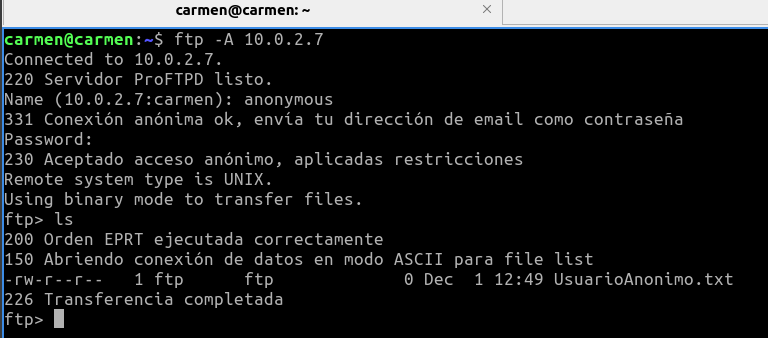 carmen@carmen: ~ ×
carmen@carmen:~$ ftp -A 10.0.2.7
Connected to 10.0.2.7.
220 Servidor ProFTPD listo.
Name (10.0.2.7:carmen): anonymous
331 Conexión anónima ok, envía tu dirección de email como contraseña
Password:
230 Aceptado acceso anónimo, aplicadas restricciones
Remote system type is UNIX.
Using binary mode to transfer files.
ftp> ls
200 Orden EPRT ejecutada correctamente
150 Abriendo conexión de datos en modo ASCII para file list
-rw-r--r--   1 ftp      ftp             0 Dec  1 12:49 UsuarioAnonimo.txt
226 Transferencia completada
ftp>